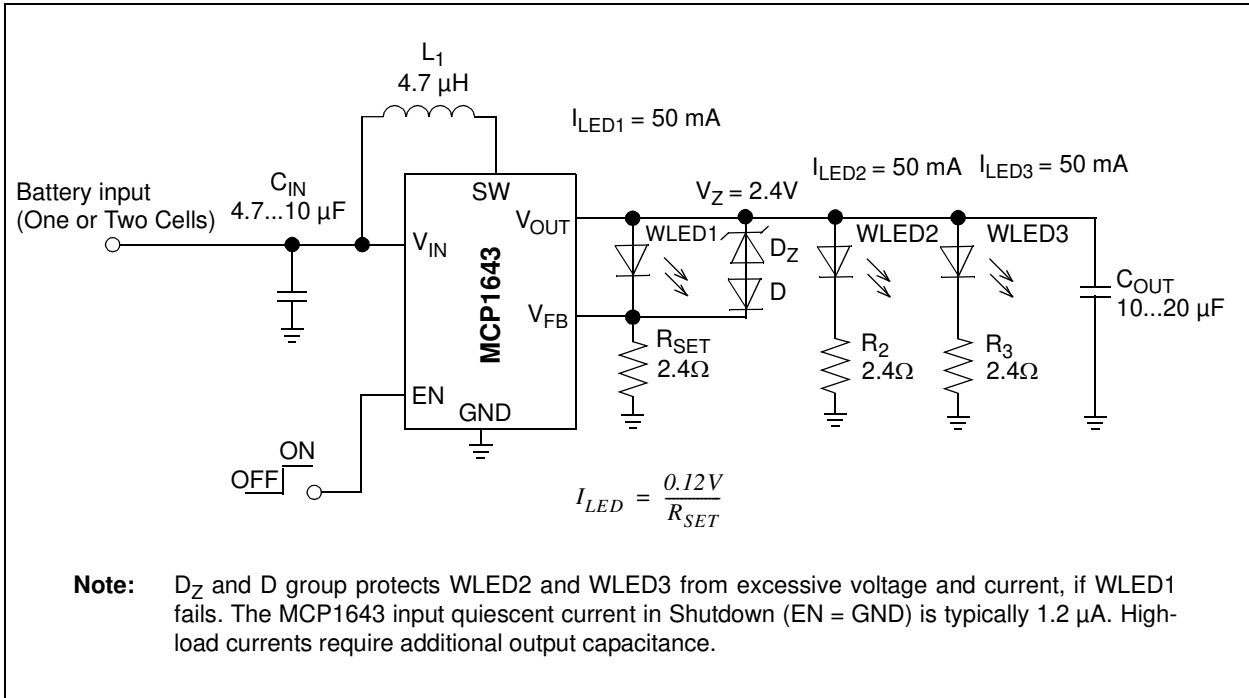 L1
4.7 µH
ILED1 = 50 mA
ILED2 = 50 mA
ILED3 = 50 mA
Battery input
(One or Two Cells)
CIN
4.7...10 µF
SW
VZ = 2.4V
VOUT
WLED1
WLED2
WLED3
VIN
DZ
D
MCP1643
COUT
10...20 µF
VFB
RSET
2.4Ω
R2
2.4Ω
R3
2.4Ω
EN
GND
ON
OFF
ILED = 0.12V
RSET
Note: DZ and D group protects WLED2 and WLED3 from excessive voltage and current, if WLED1
fails. The MCP1643 input quiescent current in Shutdown (EN = GND) is typically 1.2 µA. High-
load currents require additional output capacitance.